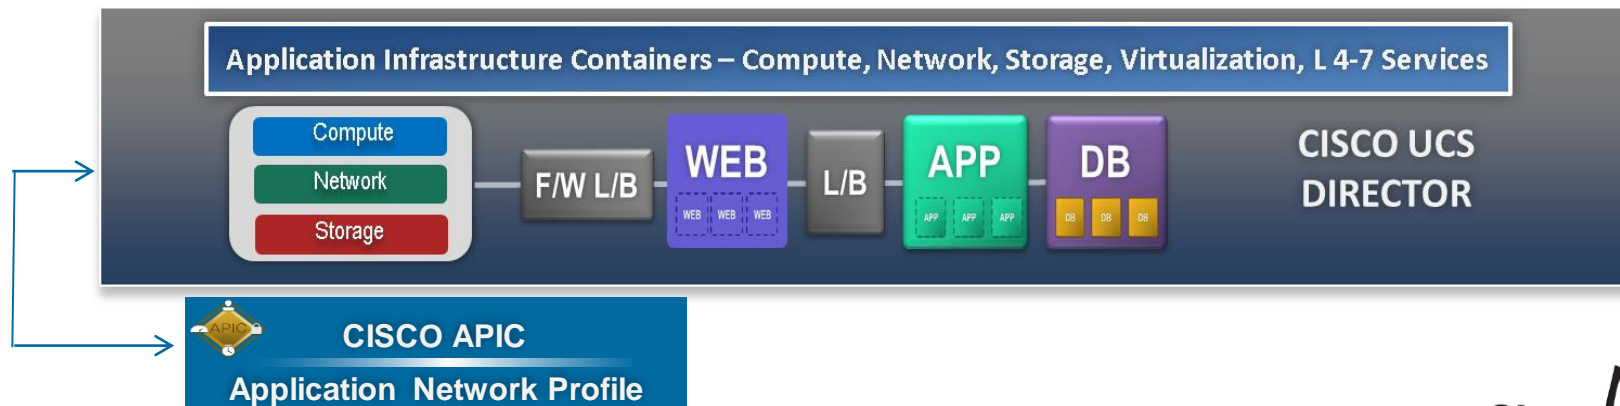 Application Infrastructure Containers – Compute, Network, Storage, Virtualization, L 4-7 Services
Compute
Network
Storage
F/W L/B
WEB
WEB WEB WEB
L/B
APP
APP APP APP
DB
DB DB DB
CISCO UCS
DIRECTOR
APIC
CISCO APIC
Application Network Profile